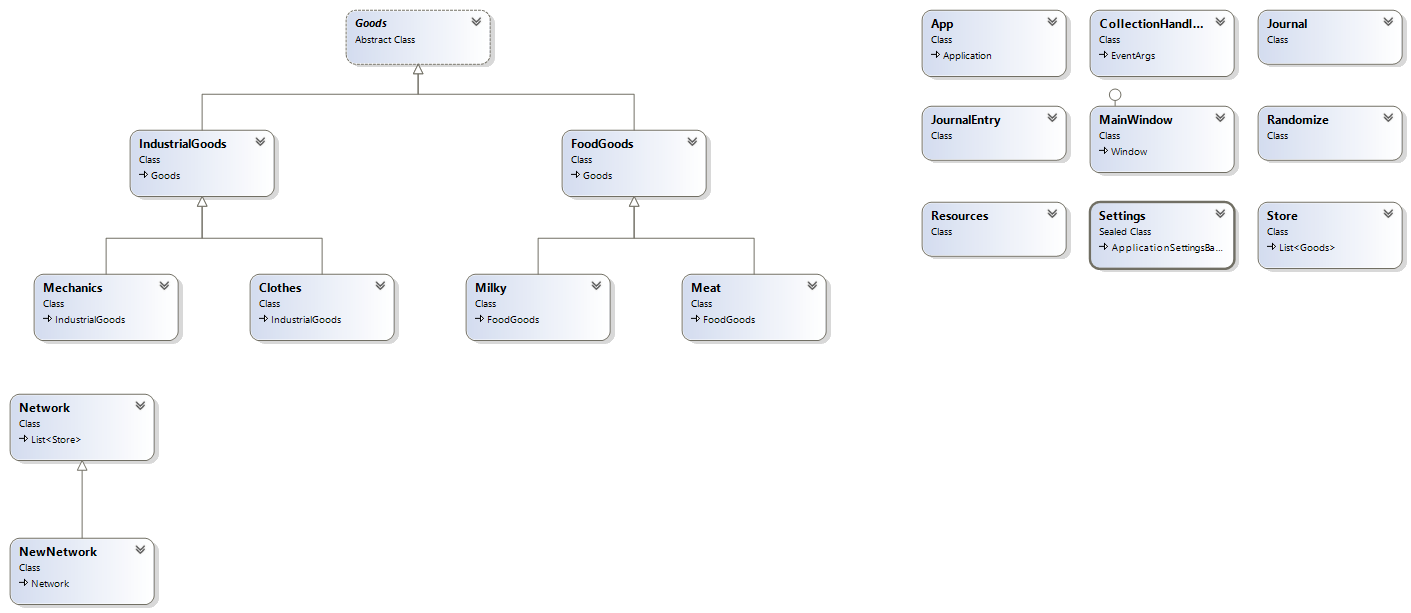 Goods
Abstract Class
App
Class
Application
CollectionHandl...
Class
EventArgs
Journal
Class
JournalEntry
Class
MainWindow
Class
Window
Randomize
Class
IndustrialGoods
Class
Goods
FoodGoods
Class
Goods
Resources
Class
Settings
Sealed Class
ApplicationSettingsBa...
Store
Class
List<Goods>
Mechanics
Class
IndustrialGoods
Clothes
Class
IndustrialGoods
Milky
Class
FoodGoods
Meat
Class
FoodGoods
Network
Class
List<Store>
NewNetwork
Class
Network